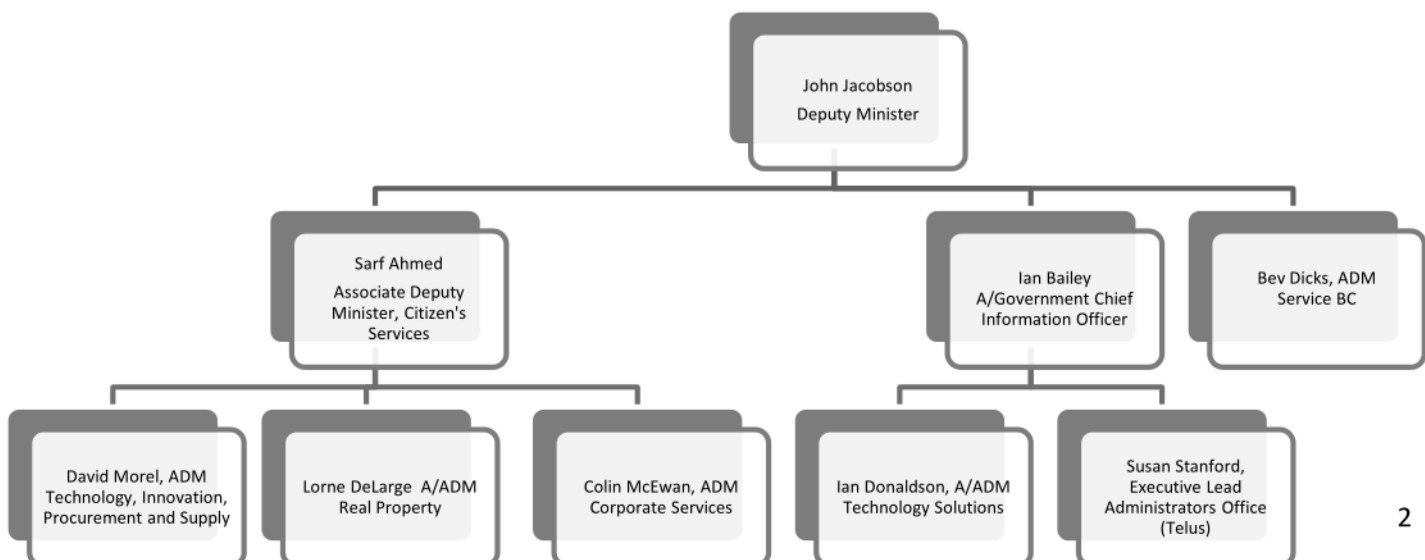 John Jacobson
Deputy Minister
Sarf Ahmed
Associate Deputy
Minister, Citizen's
Services
Ian Bailey
A/Government Chief
Information Officer
Bev Dicks, ADM
Service BC
David Morel, ADM
Technology, Innovation,
Procurement and Supply
Lorne DeLarge A/ADM
Real Property
Colin McEwan, ADM
Corporate Services
Ian Donaldson, A/ADM
Technology Solutions
Susan Stanford,
Executive Lead
Administrators Office
(Telus)
2